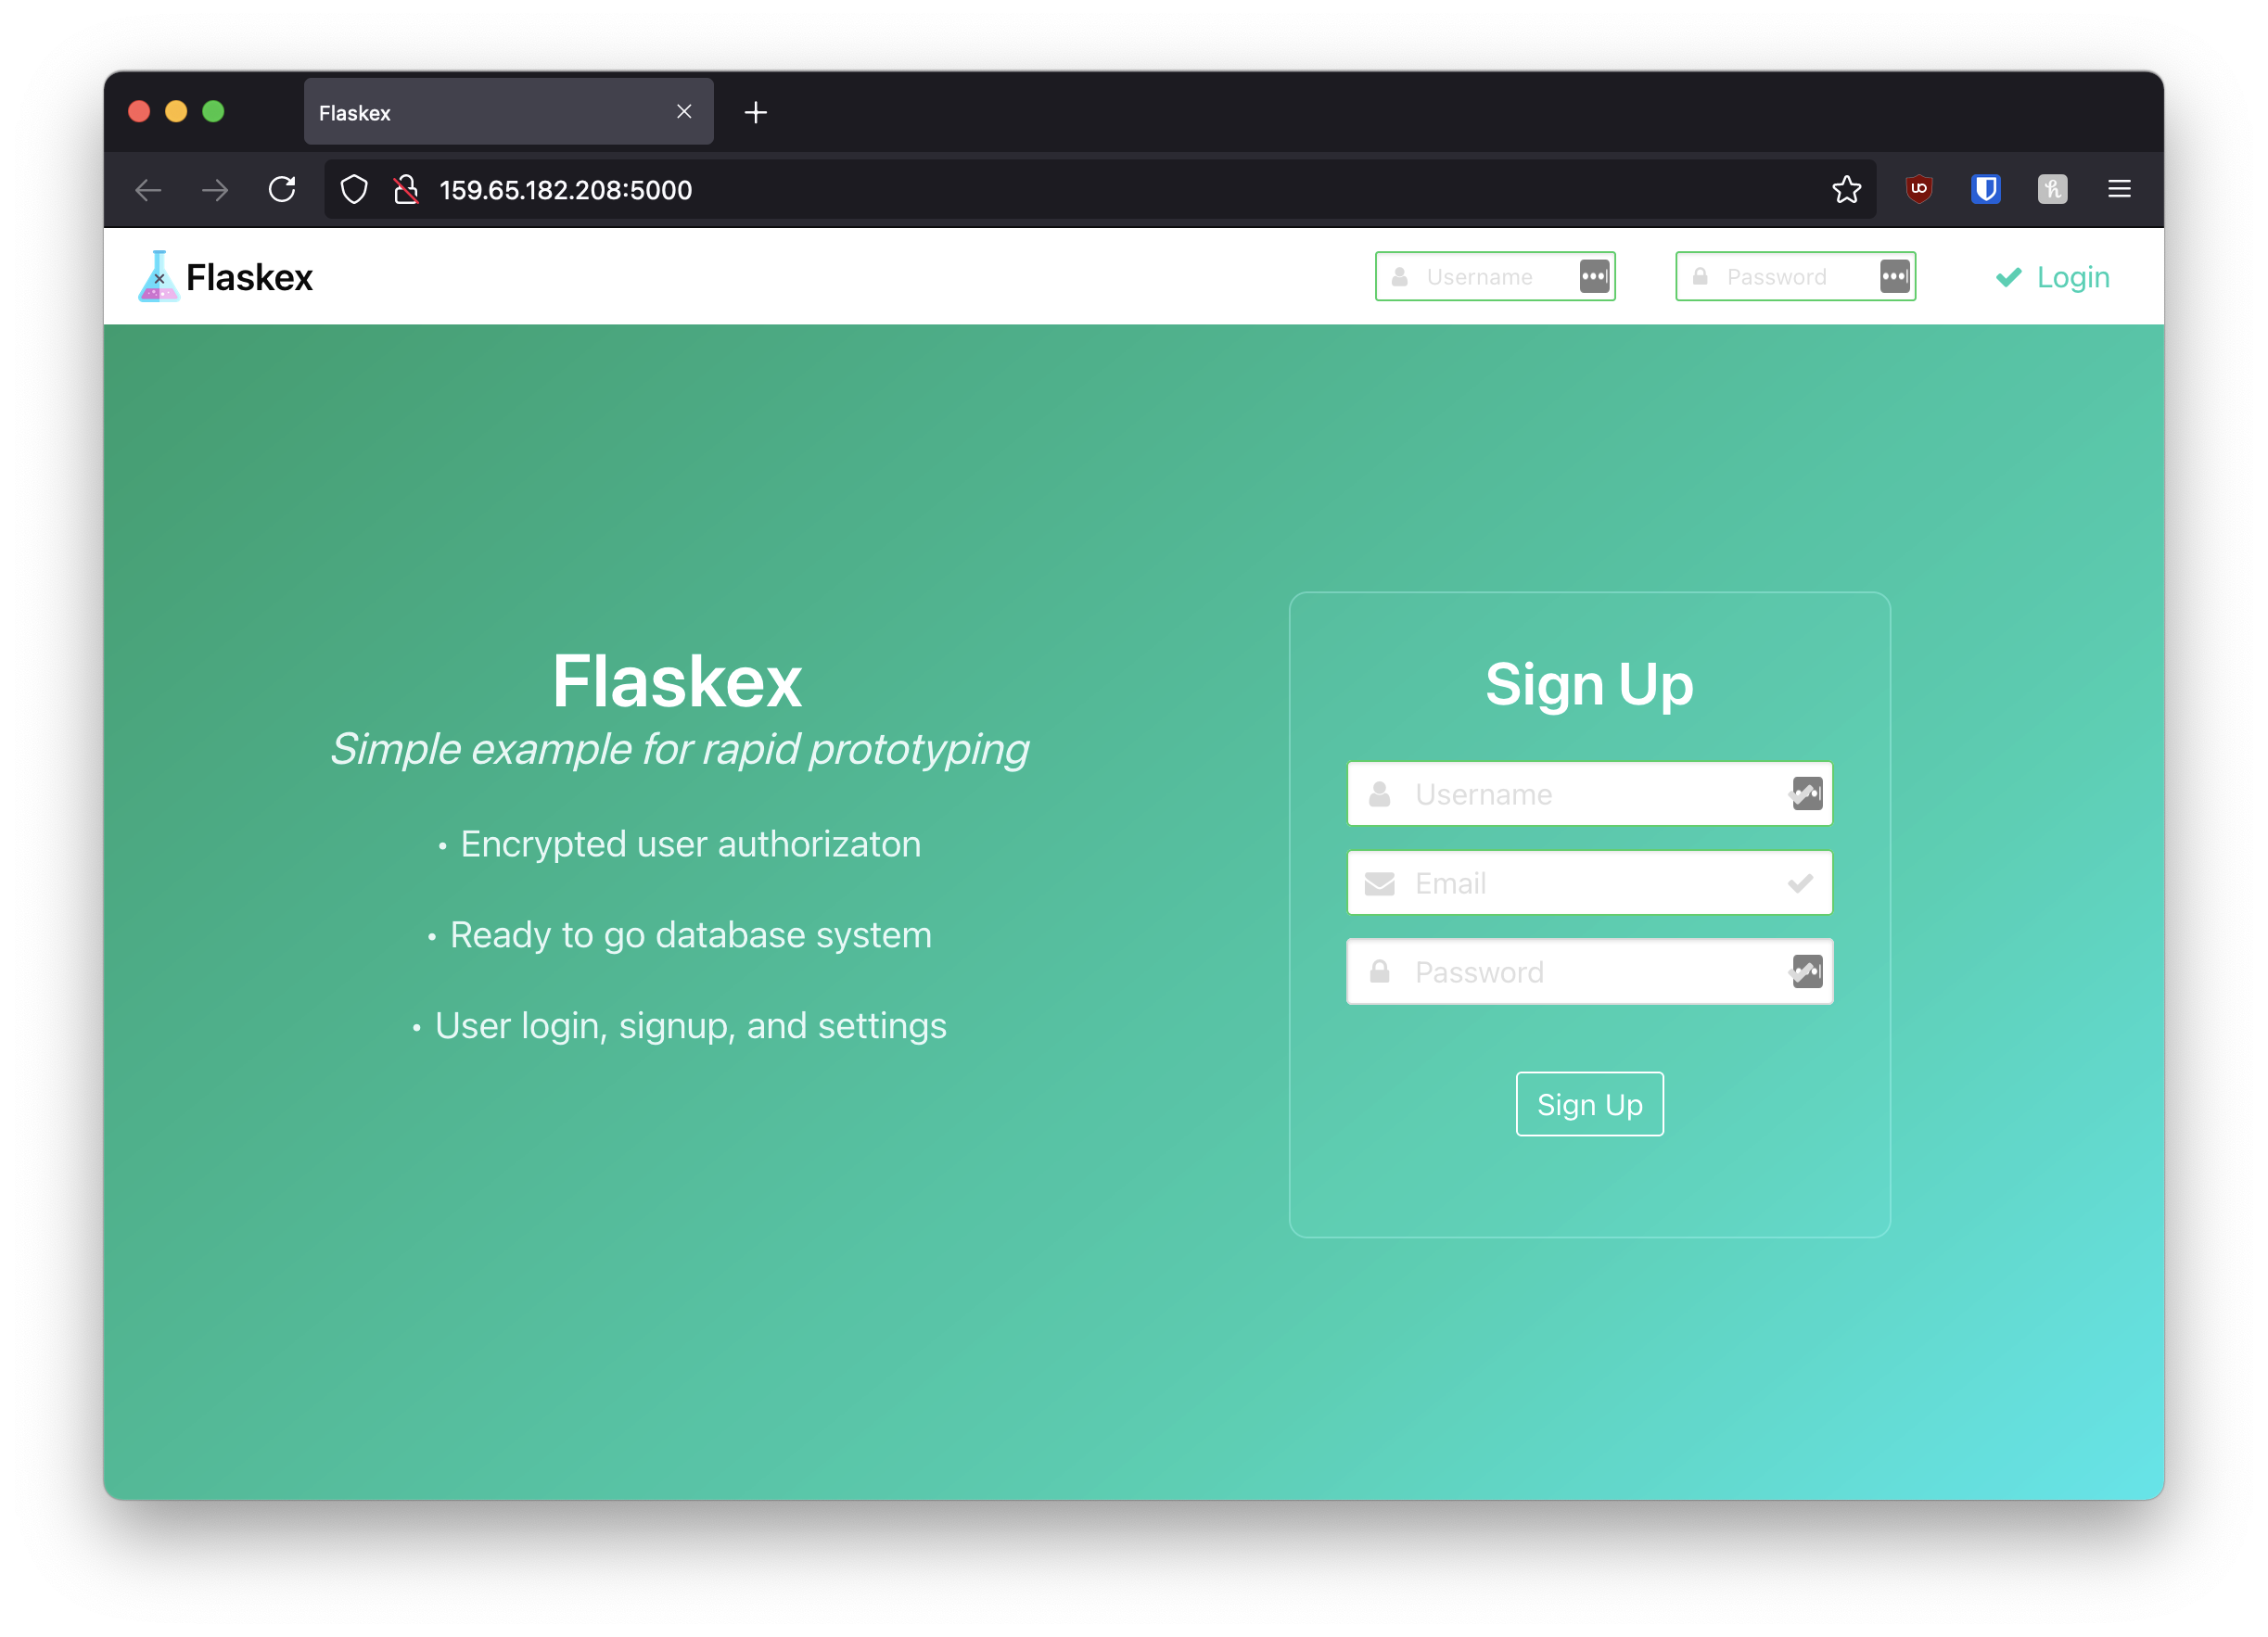 Flaskex
159.65.182.208:5000
Flaskex
Username
Password
Login
Flaskex
Simple example for rapid prototyping
• Encrypted user authorizaton
• Ready to go database system
• User login, signup, and settings
Sign Up
Username
Email
Password
Sign Up